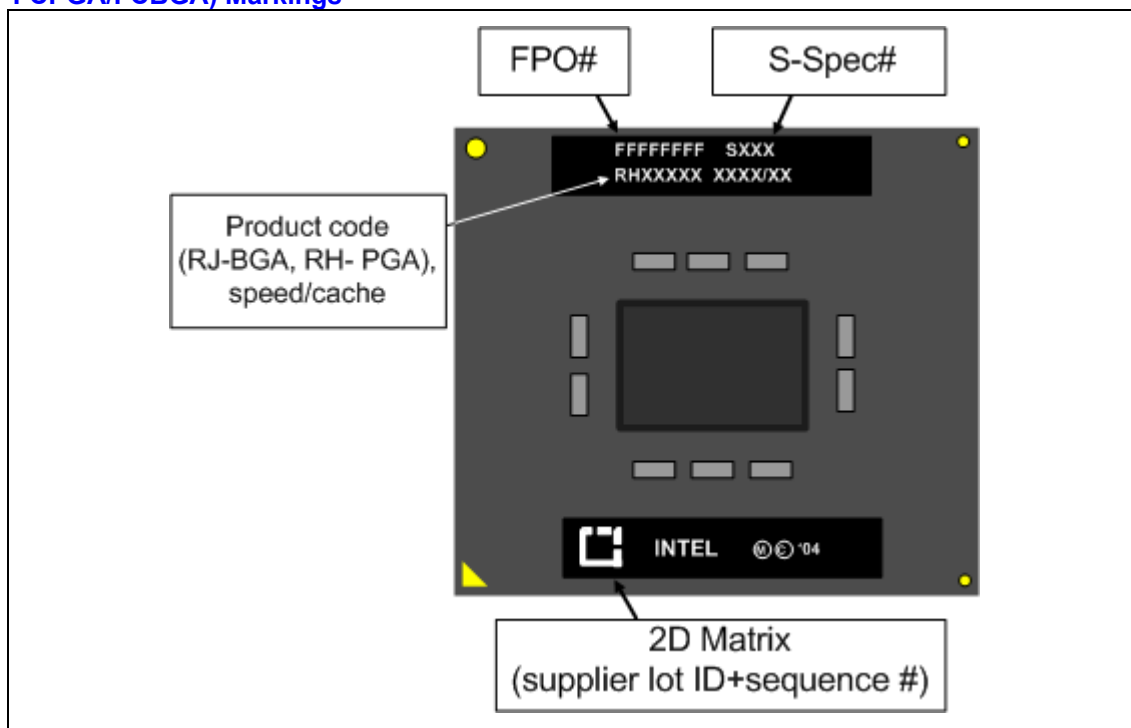 FPO#
S-Spec#
FFFFFFFF SXXX
RHXXXXX XXXX/XX
Product code
(RJ-BGA, RH- PGA),
speed/cache
INTEL Ⓜ '04
2D Matrix
(supplier lot ID+sequence #)